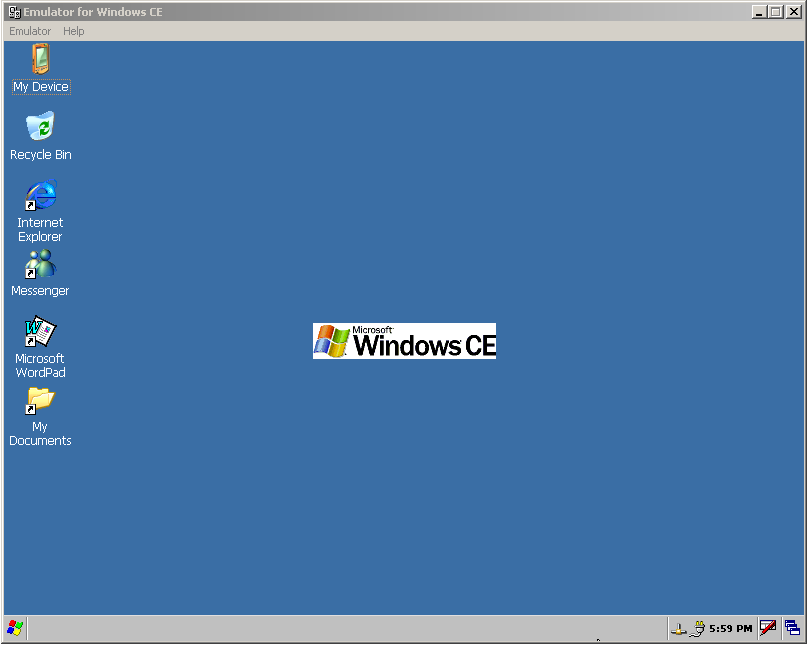 Emulator for Windows CE
Emulator Help
My Device
Recycle Bin
Internet
Explorer
Messenger
Microsoft
WordPad
My
Documents
Microsoft
Windows CE
5:59 PM